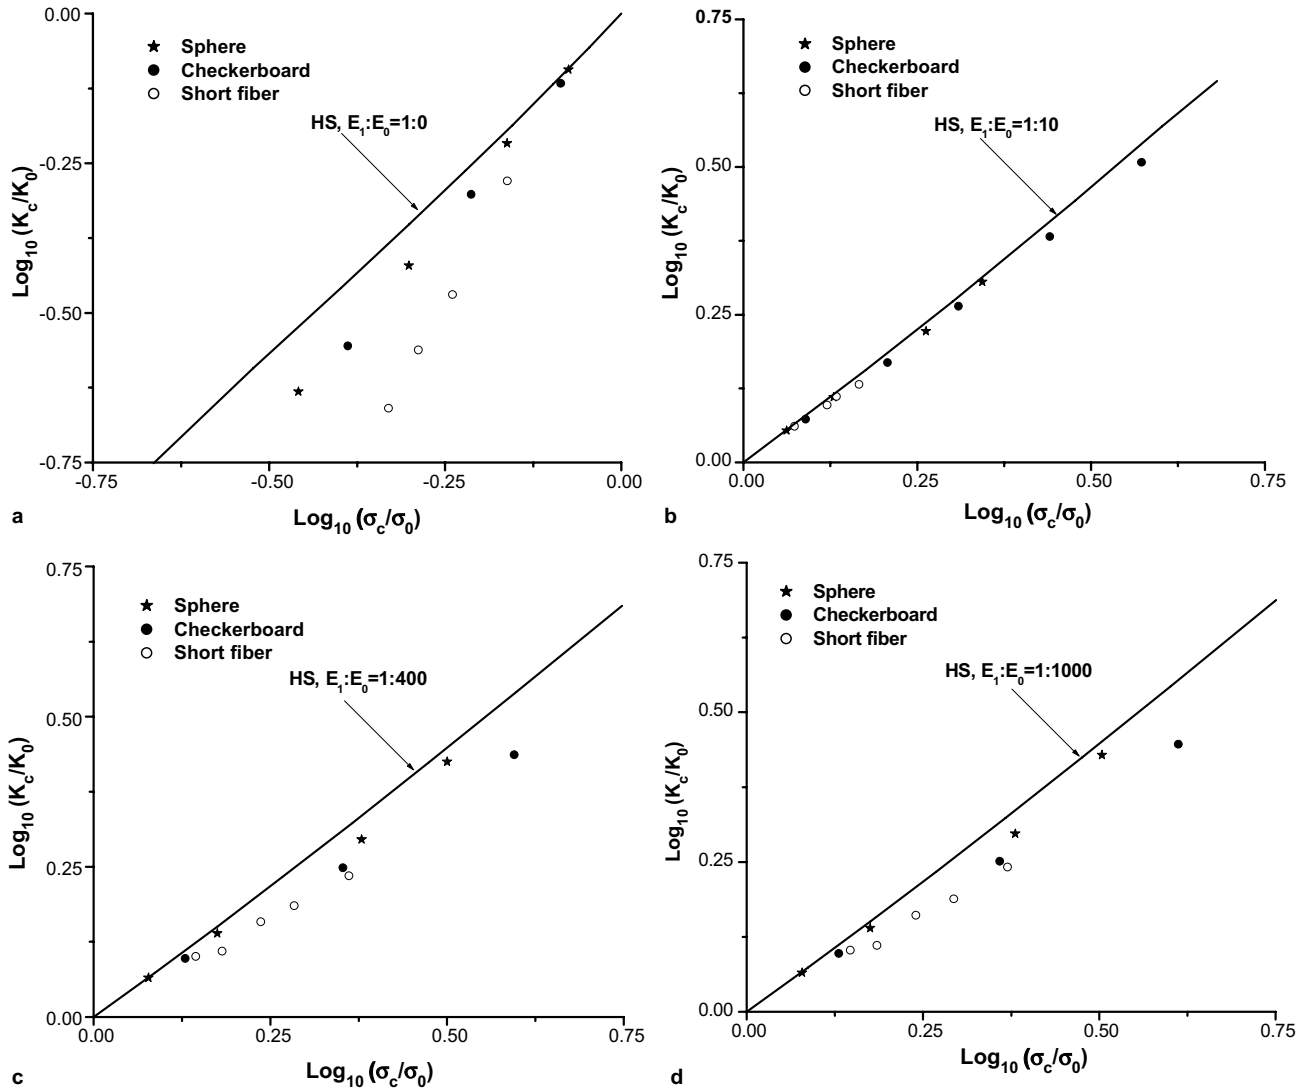 0.00
Sphere
Checkerboard
Short fiber
HS, E1:E0=1:0
-0.25
-0.50
-0.75
Log10 (Kc/K0)
-0.75 -0.50 -0.25 0.00
a
Log10 (σc/σ0)
0.75
Sphere
Checkerboard
Short fiber
HS, E1:E0=1:10
0.50
0.25
0.00
Log10 (Kc/K0)
0.00 0.25 0.50 0.75
b
Log10 (σc/σ0)
0.75
Sphere
Checkerboard
Short fiber
HS, E1:E0=1:400
0.50
0.25
0.00
Log10 (Kc/K0)
0.00 0.25 0.50 0.75
c
Log10 (σc/σ0)
0.75
Sphere
Checkerboard
Short fiber
HS, E1:E0=1:1000
0.50
0.25
0.00
Log10 (Kc/K0)
0.00 0.25 0.50 0.75
d
Log10 (σc/σ0)